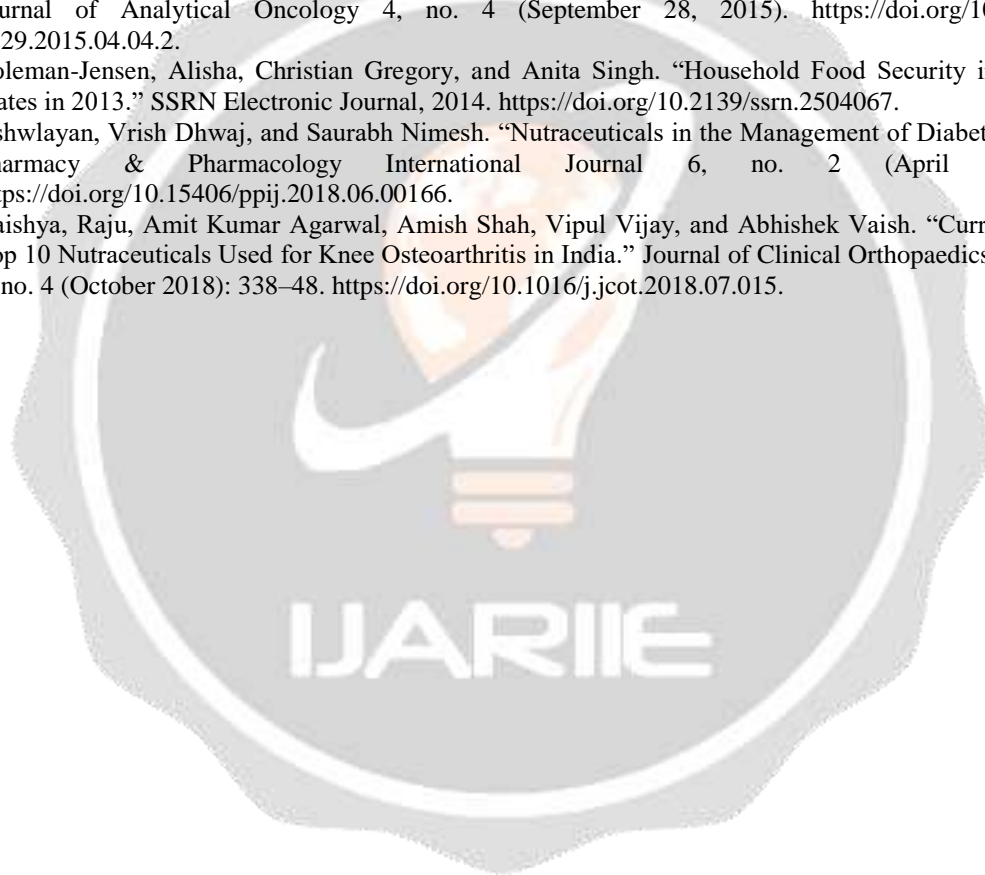 urnal of Analytical Oncology 4, no. 4 (September 28, 2015). https://doi.org/10
29.2015.04.04.2.
oleman-Jensen, Alisha, Christian Gregory, and Anita Singh. “Household Food Security i
ates in 2013.” SSRN Electronic Journal, 2014. https://doi.org/10.2139/ssrn.2504067.
shwlayan, Vrish Dhwaj, and Saurabh Nimesh. “Nutraceuticals in the Management of Diabet
armacy & Pharmacology International Journal 6, no. 2 (April
tps://doi.org/10.15406/ppij.2018.06.00166.
aishya, Raju, Amit Kumar Agarwal, Amish Shah, Vipul Vijay, and Abhishek Vaish. “Curr
op 10 Nutraceuticals Used for Knee Osteoarthritis in India.” Journal of Clinical Orthopaedics
no. 4 (October 2018): 338–48. https://doi.org/10.1016/j.jcot.2018.07.015.
IJARIIE